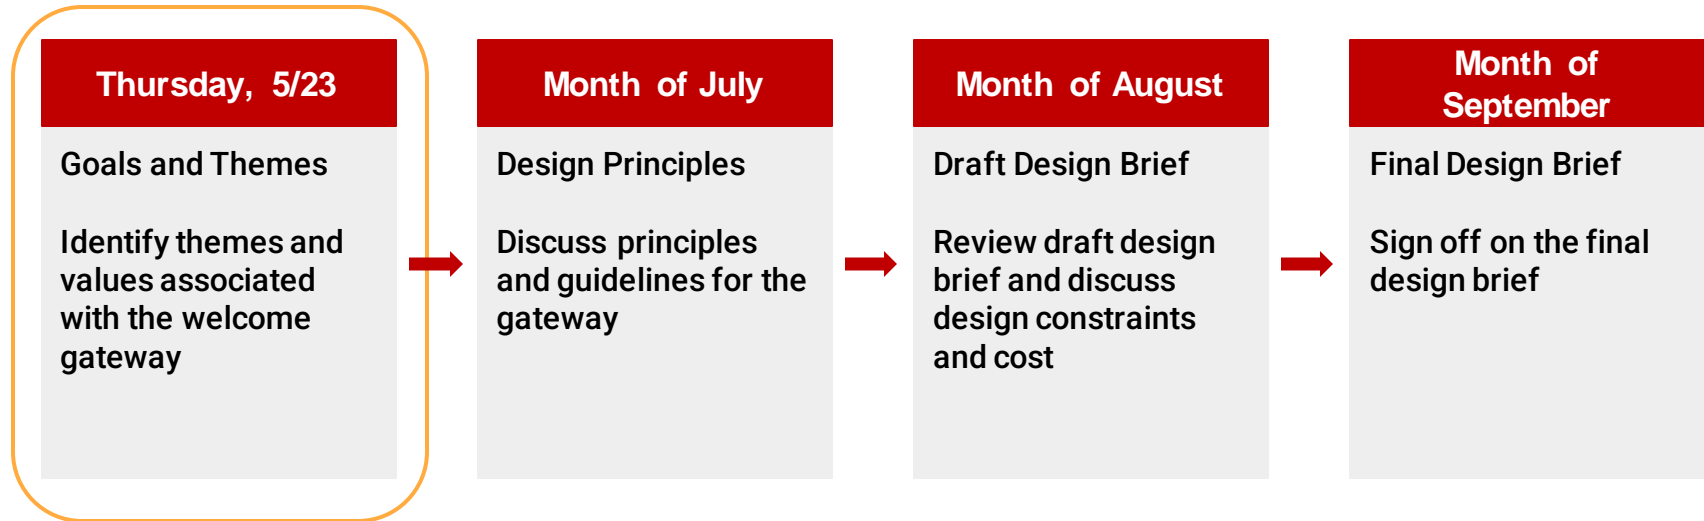 Thursday, 5/23
Goals and Themes
Identify themes and
values associated
with the welcome
gateway
Month of July
Design Principles
Discuss principles
and guidelines for the
gateway
Month of August
Draft Design Brief
Review draft design
brief and discuss
design constraints
and cost
Month of
September
Final Design Brief
Sign off on the final
design brief